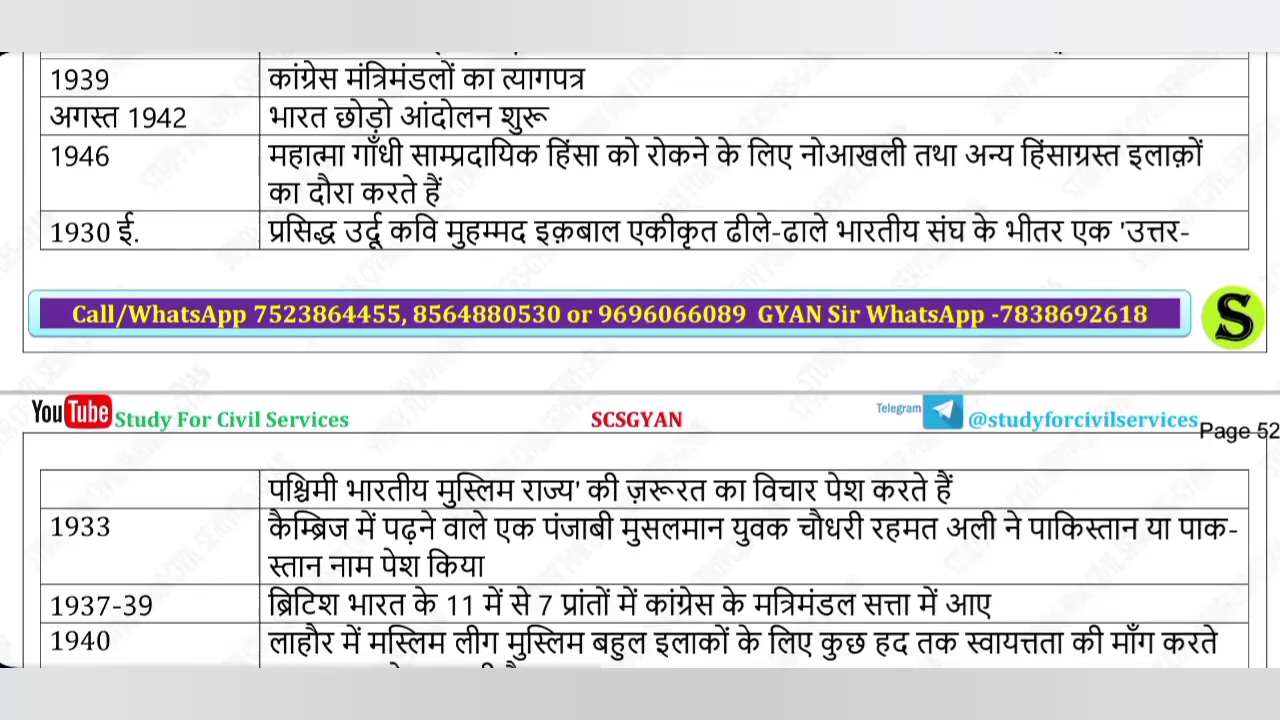 1939 कांग्रेस मंत्रिमंडलों का त्यागपत्र
अगस्त 1942 भारत छोड़ो आंदोलन शुरू
1946 महात्मा गाँधी साम्प्रदायिक हिंसा को रोकने के लिए नोआखली तथा अन्य हिंसाग्रस्त इलाक़ों
का दौरा करते हैं
1930 ई. प्रसिद्ध उर्दू कवि मुहम्मद इक़बाल एकीकृत ढीले-ढाले भारतीय संघ के भीतर एक 'उत्तर-
Call/WhatsApp 7523864455, 8564880530 or 9696066089 GYAN Sir WhatsApp -7838692618
S
YouTube Study For Civil Services SCSGYAN Telegram @studyforcivilservices
Page 52
पश्चिमी भारतीय मुस्लिम राज्य' की ज़रूरत का विचार पेश करते हैं
1933 कैम्ब्रिज में पढ़ने वाले एक पंजाबी मुसलमान युवक चौधरी रहमत अली ने पाकिस्तान या पाक-
स्तान नाम पेश किया
1937-39 ब्रिटिश भारत के 11 में से 7 प्रांतों में कांग्रेस के मत्रिमंडल सत्ता में आए
1940 लाहौर में मस्लिम लीग मुस्लिम बहुल इलाकों के लिए कुछ हद तक स्वायत्तता की माँग करते